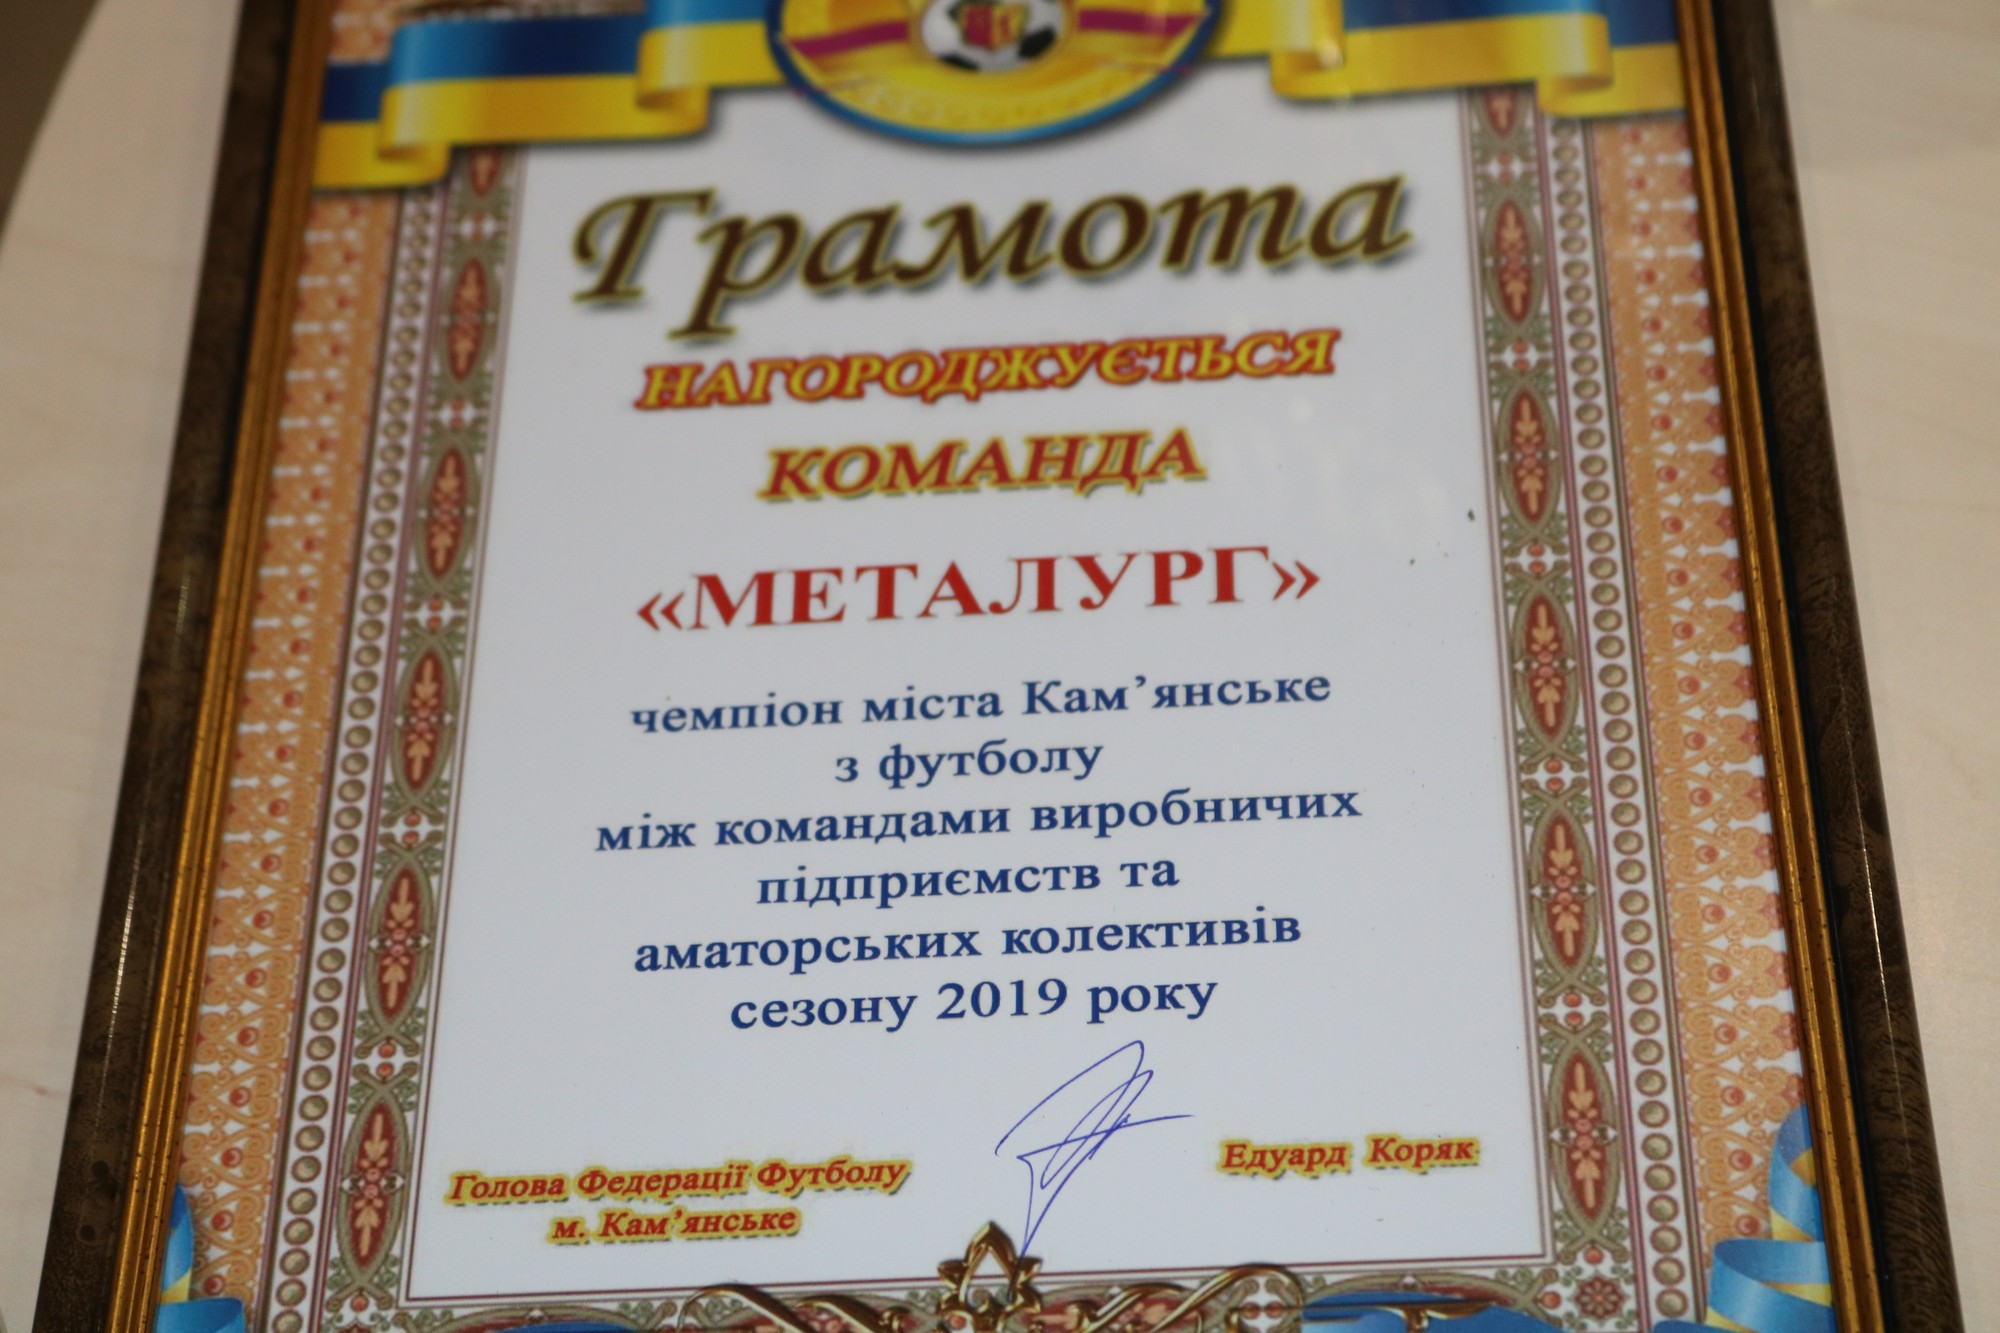 Грамота
НАГОРОДЖУЄТЬСЯ
КОМАНДА
«МЕТАЛУРГ»
чемпіон міста Кам’янське
з футболу
між командами виробничих
підприємств та
аматорських колективів
сезону 2019 року
Голова Федерації Футболу
м. Кам’янське
Едуард Коряк